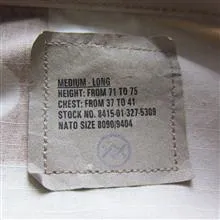 MEDIUM - LONG
HEIGHT: FROM 71 TO 75
CHEST: FROM 37 TO 41
STOCK NO. 8415-01-327-5309
NATO SIZE 8090/9404